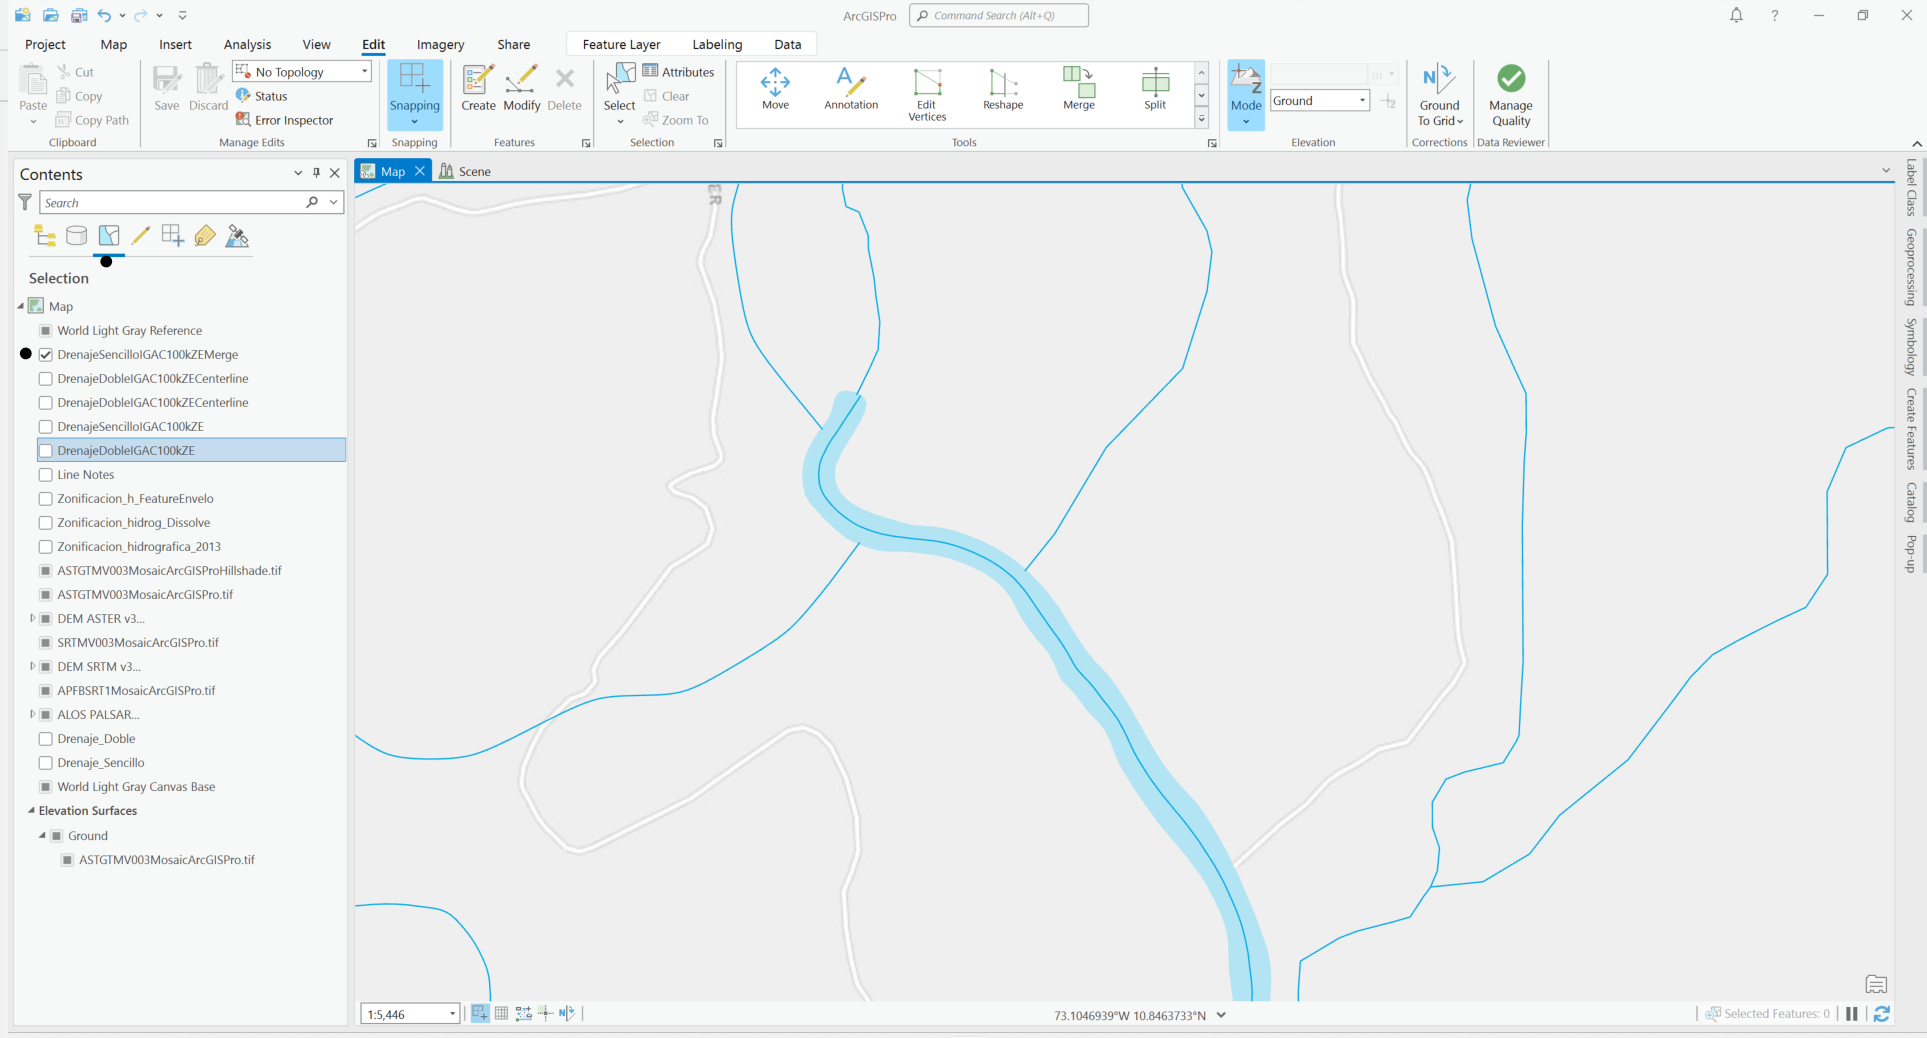 ArcGISPro
Command Search (Alt+Q)
Project Map Insert Analysis View Edit Imagery Share Feature Layer Labeling Data
Paste
Cut
Copy
Copy Path
Clipboard
Save
Discard
No Topology
Status
Error Inspector
Manage Edits
Snapping
Snapping
Create
Modify
Delete
Features
Select
Attributes
Clear
Zoom To
Selection
Move
Annotation
Edit
Vertices
Reshape
Merge
Split
Tools
Mode
m
Ground
Elevation
Ground
To Grid
Corrections
Manage
Quality
Data Reviewer
Contents
Search
Selection
Map
World Light Gray Reference
DrenajeSencilloIGAC100kZEMerge
DrenajeDobleIGAC100kZECenterline
DrenajeDobleIGAC100kZECenterline
DrenajeSencilloIGAC100kZE
DrenajeDobleIGAC100kZE
Line Notes
Zonificacion_h_FeatureEnvelo
Zonificacion_hidrog_Dissolve
Zonificacion_hidrografica_2013
ASTGTMV003MosaicArcGISProHillshade.tif
ASTGTMV003MosaicArcGISPro.tif
DEM ASTER v3...
SRTMV003MosaicArcGISPro.tif
DEM SRTM v3...
APFBSRT1MosaicArcGISPro.tif
ALOS PALSAR...
Drenaje_Doble
Drenaje_Sencillo
World Light Gray Canvas Base
Elevation Surfaces
Ground
ASTGTMV003MosaicArcGISPro.tif
Map
Scene
ER
1:5,446
73.1046939°W 10.8463733°N
Selected Features: 0
Label Class
Geoprocessing
Symbology
Create Features
Catalog
Pop-up